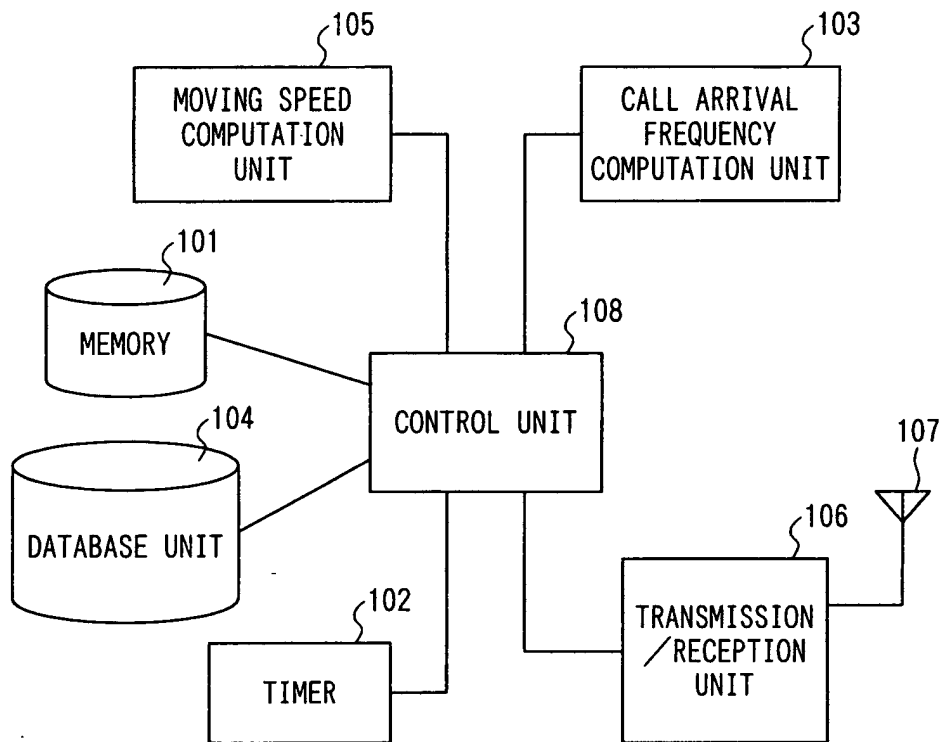 105
MOVING SPEED
COMPUTATION
UNIT
103
CALL ARRIVAL
FREQUENCY
COMPUTATION UNIT
101
MEMORY
108
CONTROL UNIT
104
DATABASE UNIT
107
106
TRANSMISSION
/RECEPTION
UNIT
102
TIMER